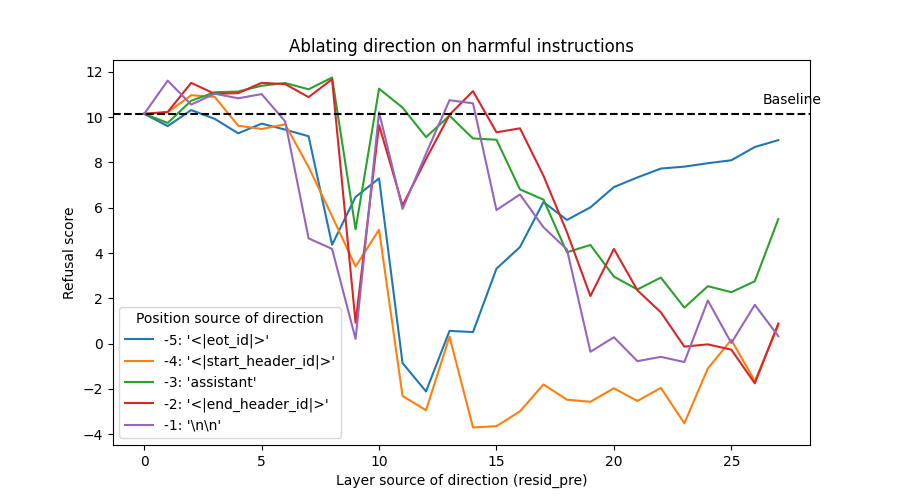 Ablating direction on harmful instructions
Baseline
12
10
8
6
4
2
0
−2
−4
Refusal score
Position source of direction
-5: '<|eot_id|>'
-4: '<|start_header_id|>'
-3: 'assistant'
-2: '<|end_header_id|>'
-1: '\n\n'
0 5 10 15 20 25
Layer source of direction (resid_pre)